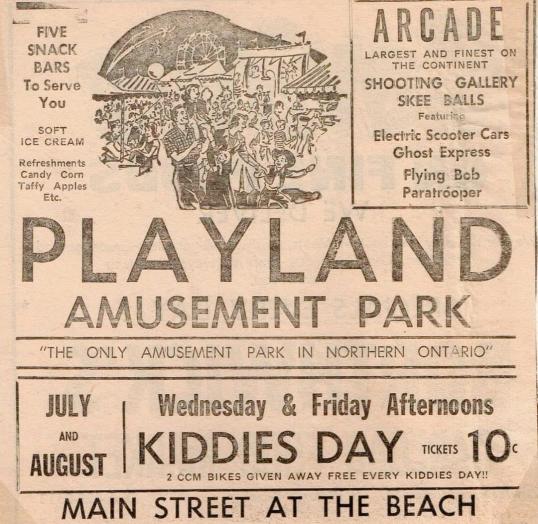 FIVE
SNACK
BARS
To Serve
You
SOFT
ICE CREAM
Refreshments
Candy Corn
Taffy Apples
Etc.
ARCADE
LARGEST AND FINEST ON
THE CONTINENT
SHOOTING GALLERY
SKEE BALLS
Featuring
Electric Scooter Cars
Ghost Express
Flying Bob
Paratrooper
PLAYLAND
AMUSEMENT PARK
"THE ONLY AMUSEMENT PARK IN NORTHERN ONTARIO"
JULY
AND
AUGUST
Wednesday & Friday Afternoons
KIDDIES DAY TICKETS 10c
2 CCM BIKES GIVEN AWAY FREE EVERY KIDDIES DAY!!
MAIN STREET AT THE BEACH